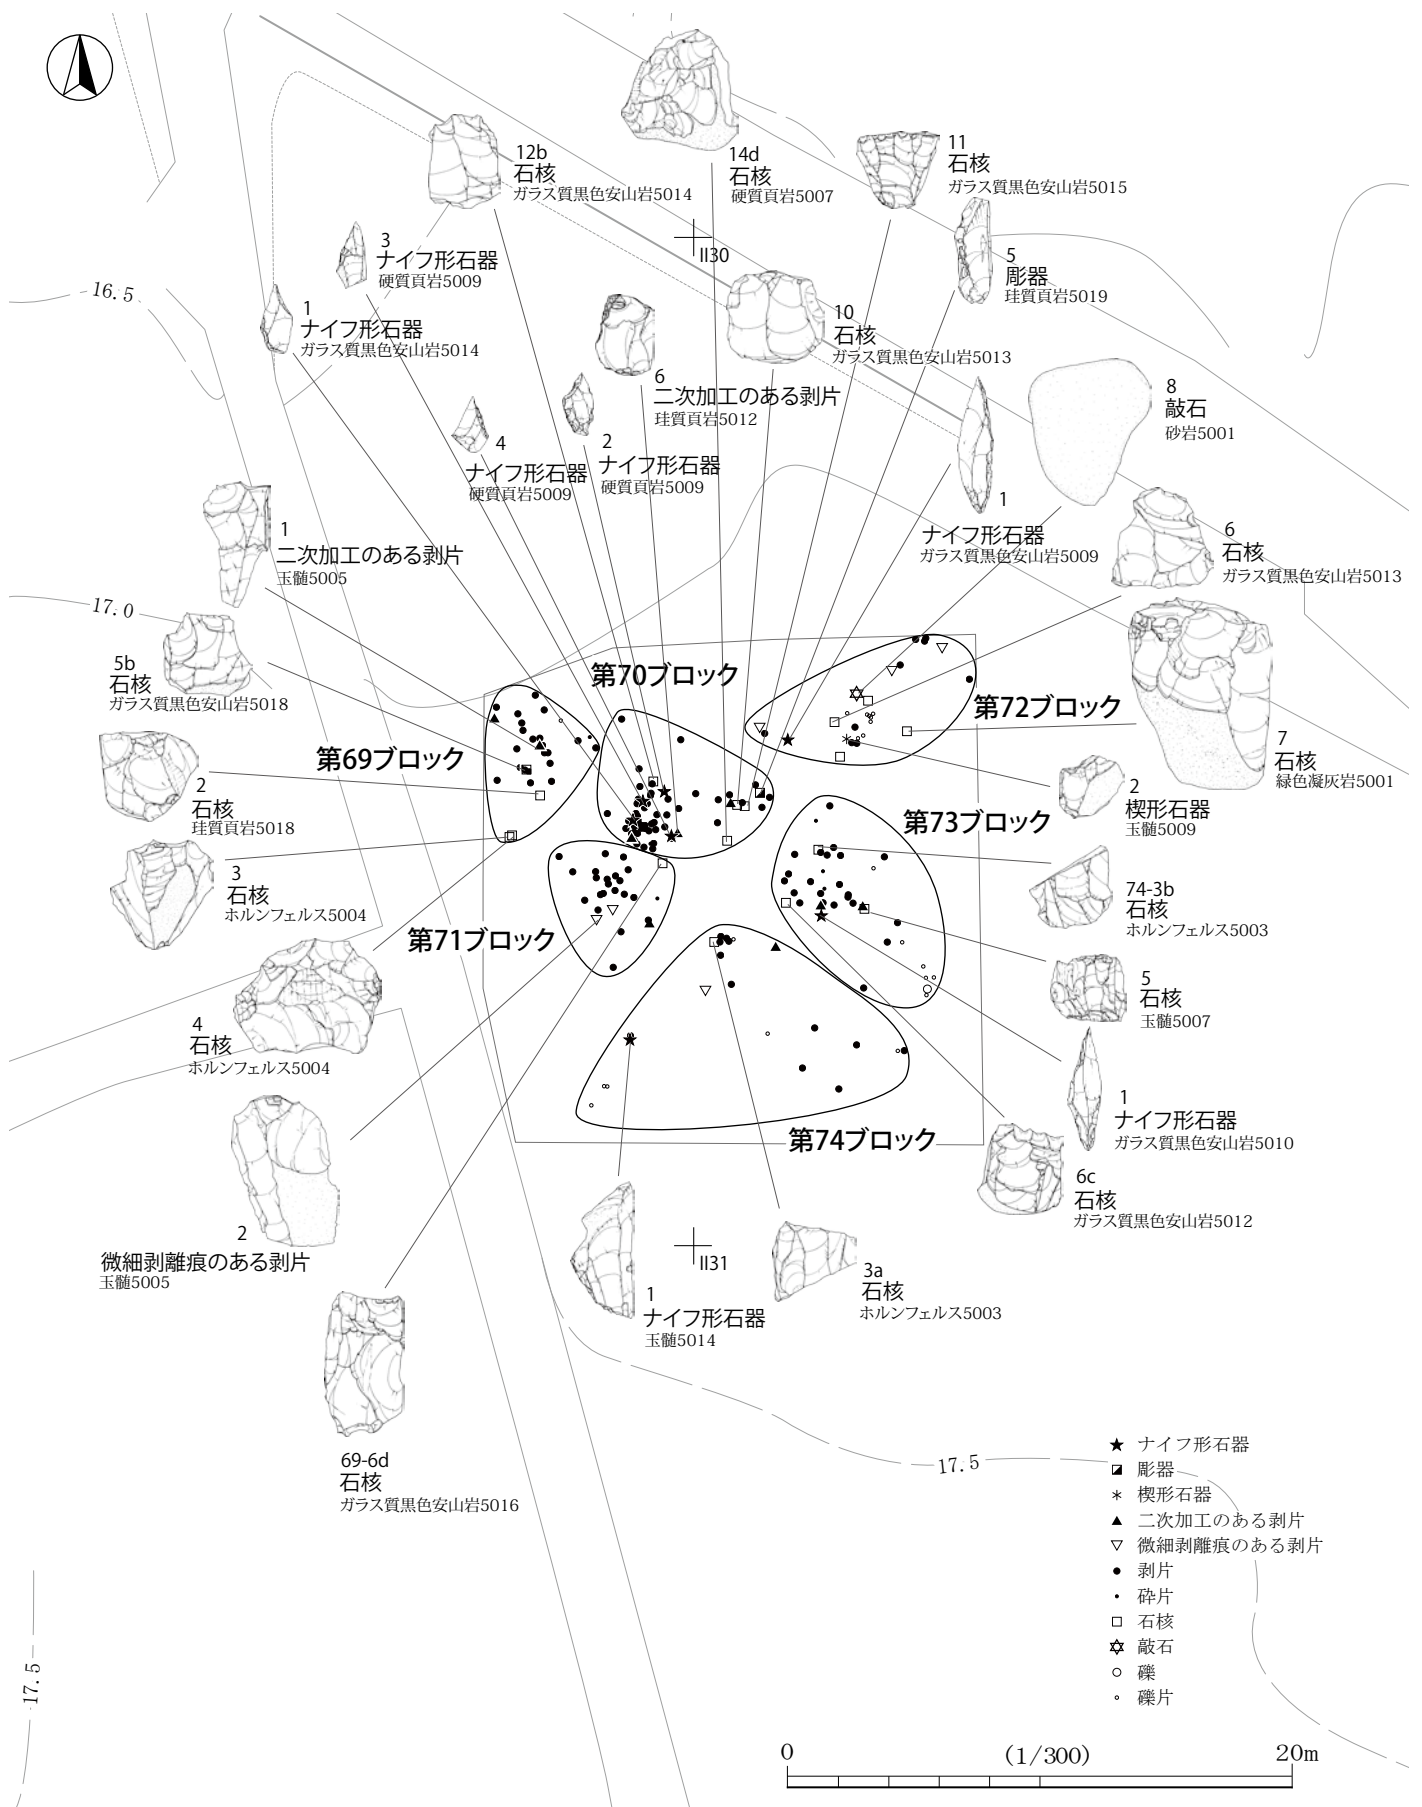 14d
石核
硬質頁岩5007
12b
石核
ガラス質黒色安山岩5014
11
石核
ガラス質黒色安山岩5015
3
ナイフ形石器
硬質頁岩5009
II30
5
彫器
珪質頁岩5019
16.5
1
ナイフ形石器
ガラス質黒色安山岩5014
10
石核
ガラス質黒色安山岩5013
6
二次加工のある剥片
珪質頁岩5012
8
敲石
砂岩5001
4
ナイフ形石器
硬質頁岩5009
2
ナイフ形石器
硬質頁岩5009
1
ナイフ形石器
ガラス質黒色安山岩5009
1
二次加工のある剥片
玉髄5005
6
石核
ガラス質黒色安山岩5013
17.0
5b
石核
ガラス質黒色安山岩5018
第70ブロック
第72ブロック
第69ブロック
7
石核
緑色凝灰岩5001
2
石核
珪質頁岩5018
2
楔形石器
玉髄5009
第73ブロック
3
石核
ホルンフェルス5004
74-3b
石核
ホルンフェルス5003
第71ブロック
5
石核
玉髄5007
4
石核
ホルンフェルス5004
1
ナイフ形石器
ガラス質黒色安山岩5010
第74ブロック
6c
石核
ガラス質黒色安山岩5012
2
微細剥離痕のある剥片
玉髄5005
II31
1
ナイフ形石器
玉髄5014
3a
石核
ホルンフェルス5003
69-6d
石核
ガラス質黒色安山岩5016
17.5
17.5
ナイフ形石器
彫器
楔形石器
二次加工のある剥片
微細剥離痕のある剥片
剥片
砕片
石核
敲石
礫
礫片
0 (1/300) 20m